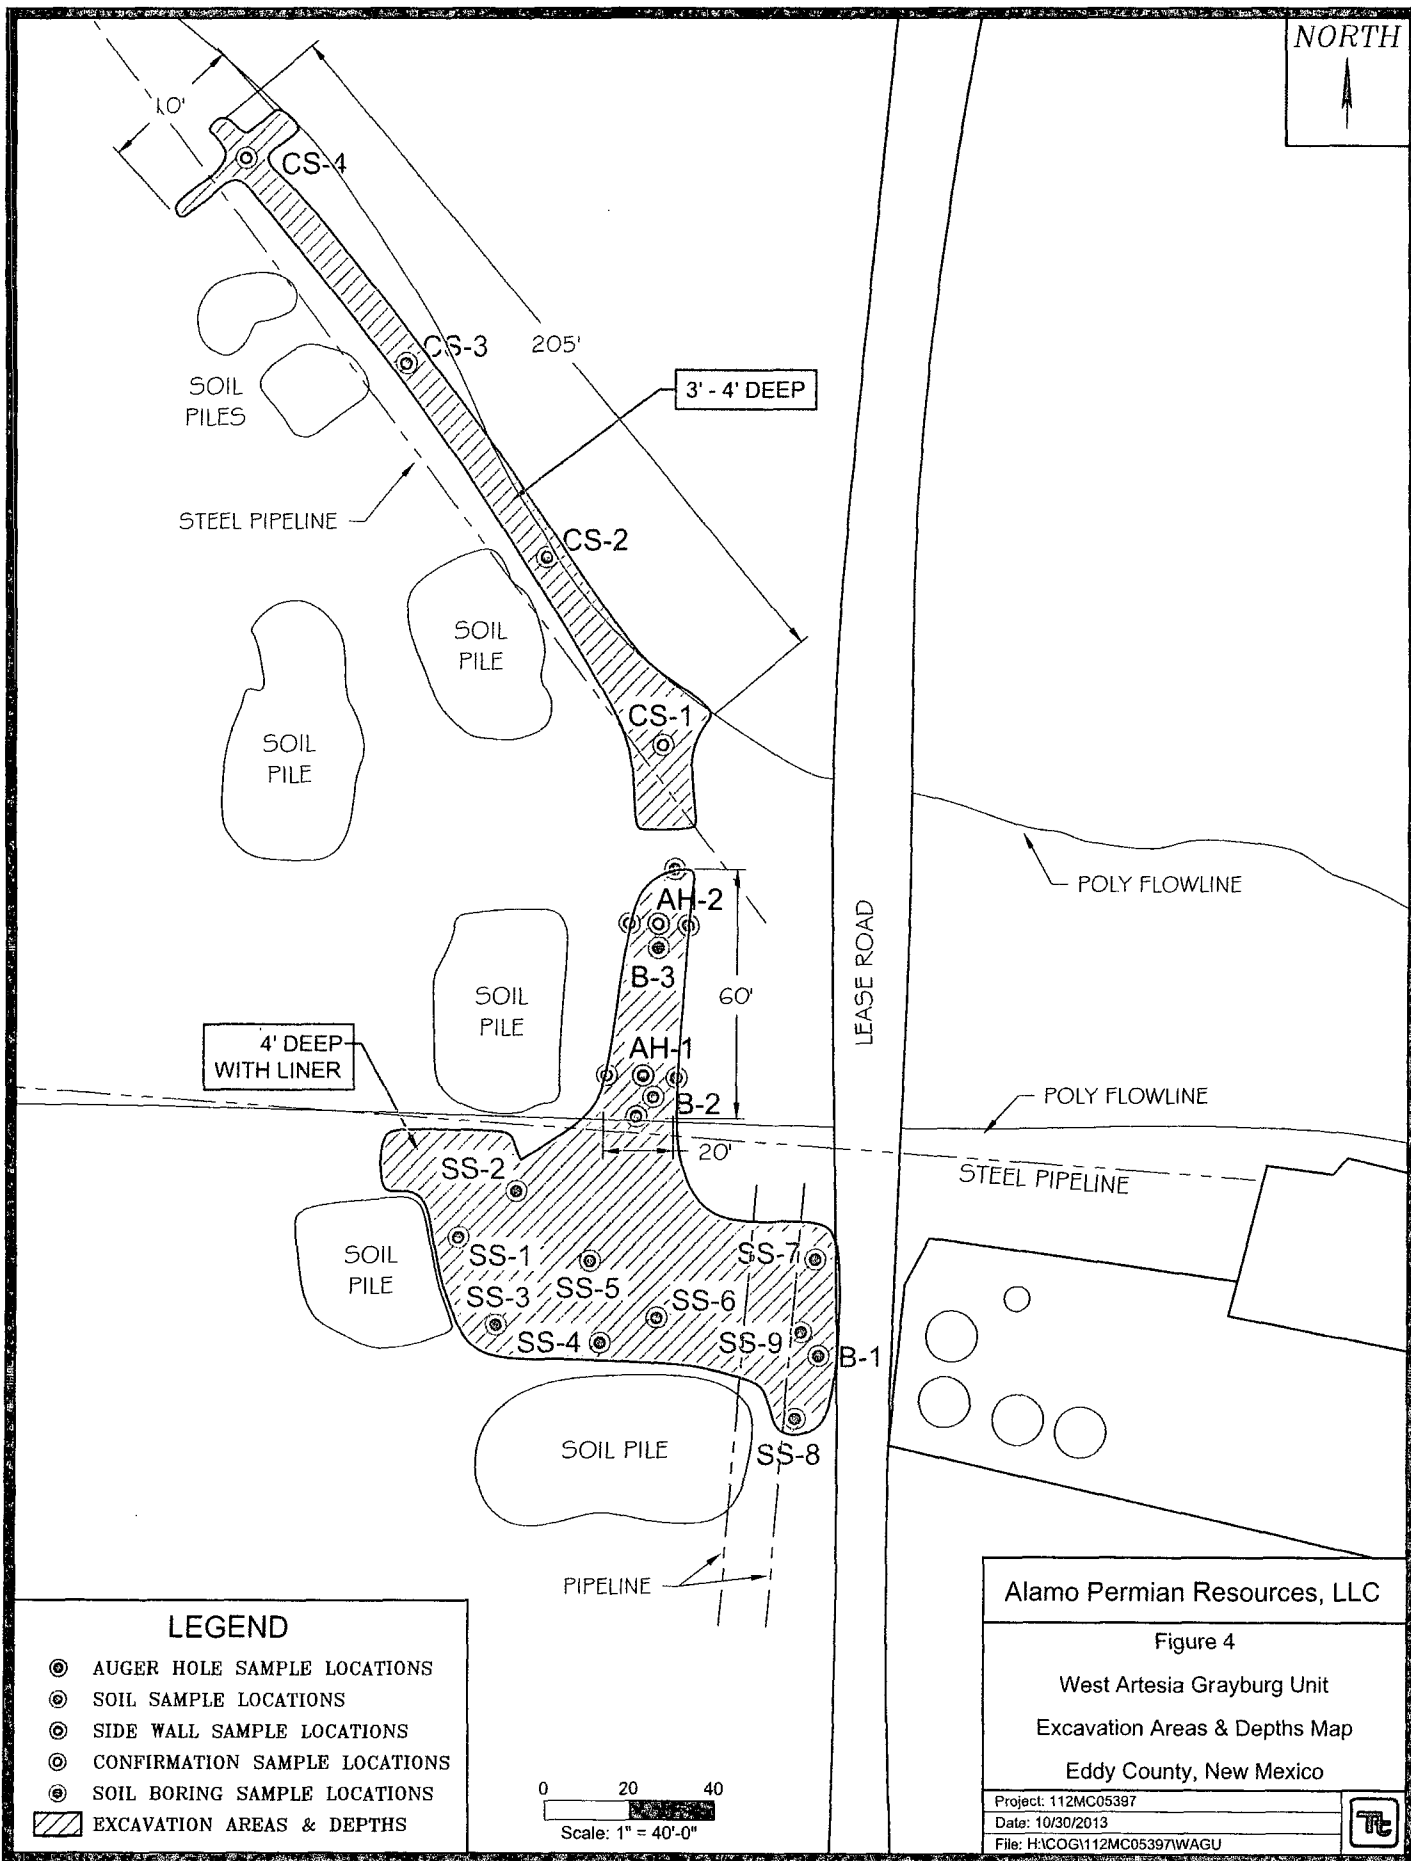 NORTH
10'
CS-4
CS-3
205'
SOIL
PILES
3' - 4' DEEP
STEEL PIPELINE
CS-2
SOIL
PILE
SOIL
PILE
CS-1
POLY FLOWLINE
AH-2
LEASE ROAD
B-3
SOIL
PILE
60'
4' DEEP
WITH LINER
AH-1
B-2
POLY FLOWLINE
20'
STEEL PIPELINE
SS-2
SS-1
SOIL
PILE
SS-5
SS-7
SS-3
SS-6
SS-4
SS-9
B-1
SOIL PILE
SS-8
PIPELINE
LEGEND
AUGER HOLE SAMPLE LOCATIONS
SOIL SAMPLE LOCATIONS
SIDE WALL SAMPLE LOCATIONS
CONFIRMATION SAMPLE LOCATIONS
SOIL BORING SAMPLE LOCATIONS
EXCAVATION AREAS & DEPTHS
0 20 40
Scale: 1" = 40'-0"
Alamo Permian Resources, LLC
Figure 4
West Artesia Grayburg Unit
Excavation Areas & Depths Map
Eddy County, New Mexico
Project: 112MC05397
Date: 10/30/2013
File: H:\COG\112MC05397\WAGU
Tt